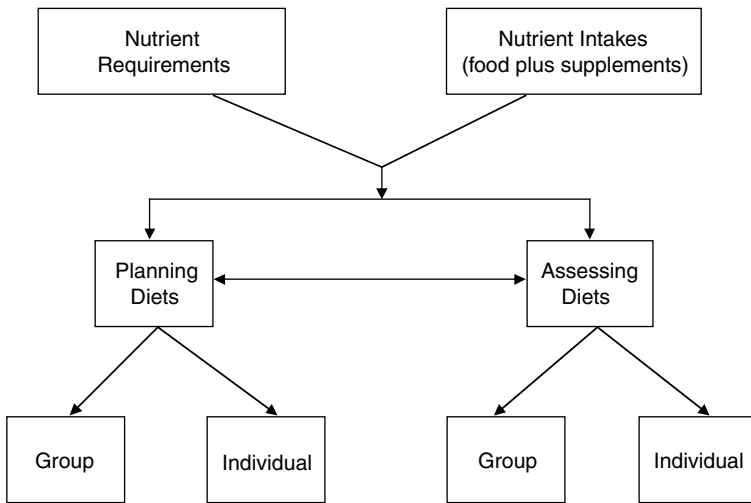 Nutrient
Requirements
Nutrient Intakes
(food plus supplements)
Planning
Diets
Assessing
Diets
Group
Individual
Group
Individual